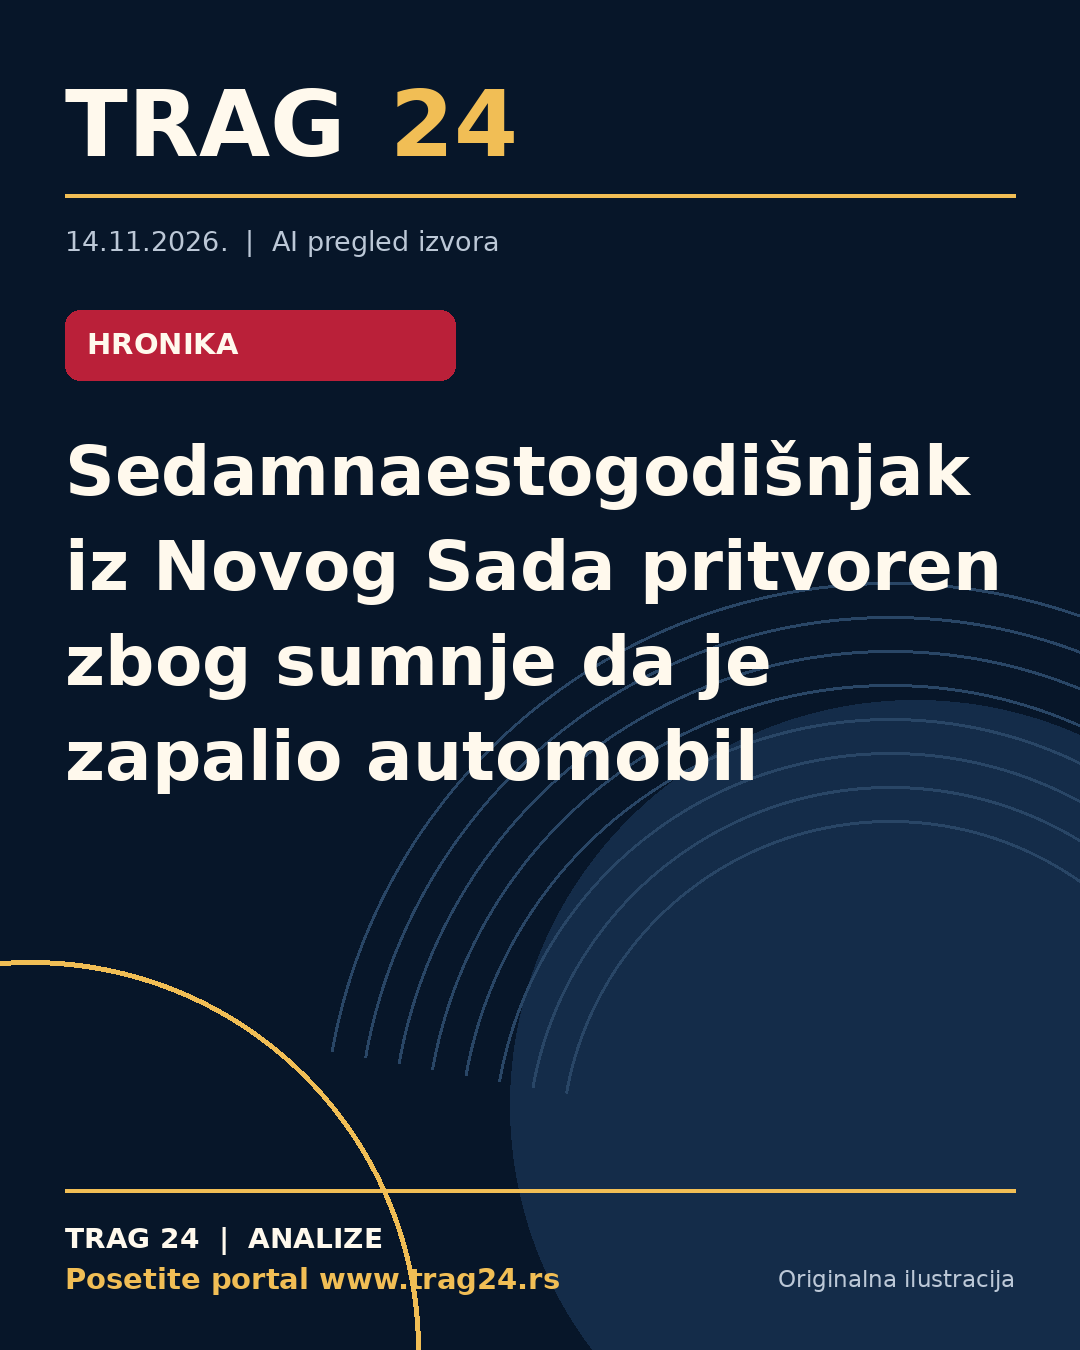 TRAG 24
14.11.2026. | AI pregled izvora
HRONIKA
Sedamnaestogodišnjak
iz Novog Sada pritvoren
zbog sumnje da je
zapalio automobil
TRAG 24 | ANALIZE
Posetite portal www.trag24.rs
Originalna ilustracija